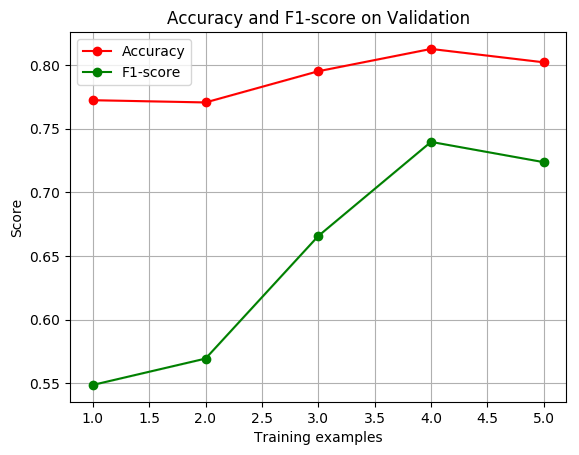 Accuracy and F1-score on Validation
Accuracy
F1-score
0.80
0.75
0.70
0.65
0.60
0.55
Score
1.0 1.5 2.0 2.5 3.0 3.5 4.0 4.5 5.0
Training examples